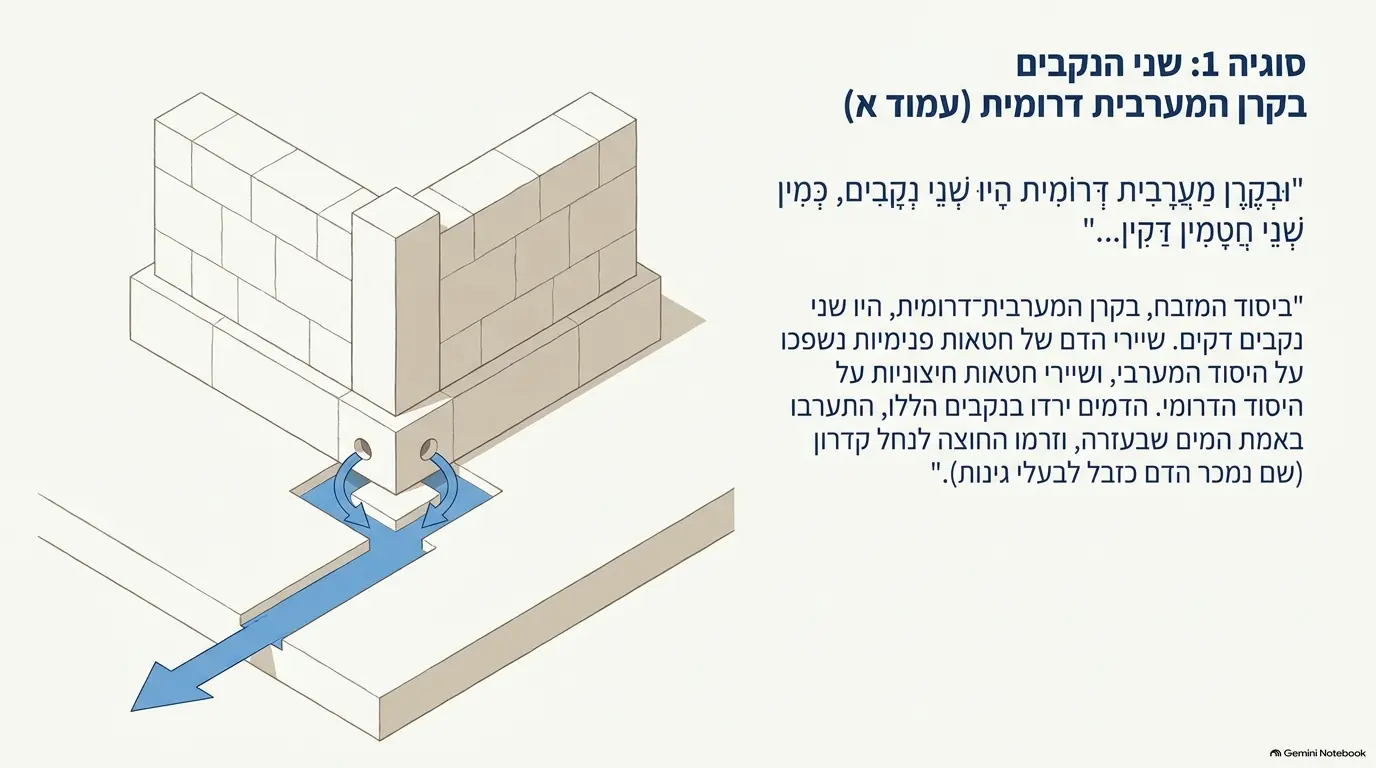 סוגיה 1: שני הנקבים
בקרן המערבית דרומית (עמוד א)
"וּבְקֶרֶן מַעֲרָבִית דְּרוֹמִית הָיוּ שְׁנֵי נְקָבִים, כְּמִין
שְׁנֵי חֳטָמִין דַּקִּין..."
"ביסוד המזבח, בקרן המערבית־דרומית, היו שני
נקבים דקים. שיירי הדם של חטאות פנימיות נשפכו
על היסוד המערבי, ושיירי חטאות חיצוניות על
היסוד הדרומי. הדמים ירדו בנקבים הללו, התערבו
באמת המים שבעזרה, וזרמו החוצה לנחל קדרון
(שם נמכר הדם כזבל לבעלי גינות)."
Gemini Notebook